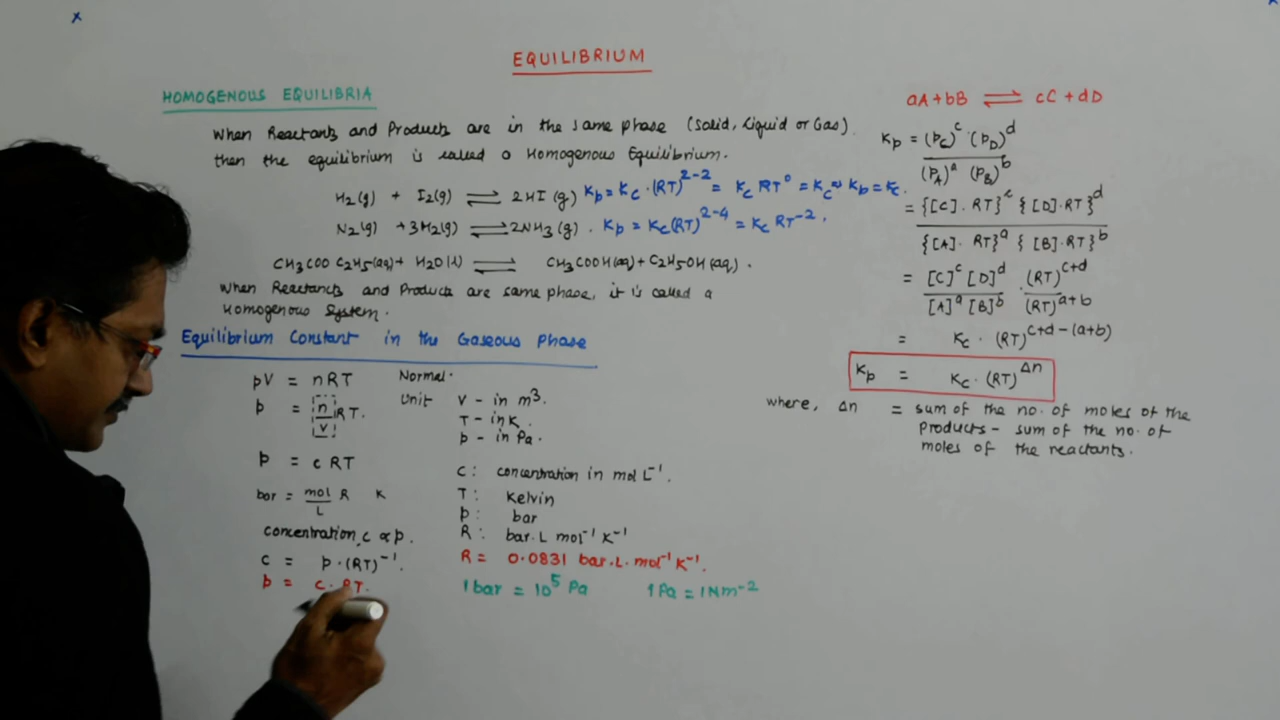 EQUILIBRIUM
HOMOGENOUS EQUILIBRIA
When Reactants and Products are in the same phase (Solid, Liquid or Gas)
then the equilibrium is called a Homogenous Equilibrium.
H₂(g) + I₂(g) ⇌ 2HI(g) Kp = Kc·(RT)²⁻² = Kc RT⁰ = Kc Kp = Kc.
N₂(g) + 3H₂(g) ⇌ 2NH₃(g). Kp = Kc(RT)²⁻⁴ = Kc RT⁻².
CH₃COOC₂H₅(aq) + H₂O(l) ⇌ CH₃COOH(aq) + C₂H₅OH(aq).
When Reactants and Products are same phase, it is called a
Homogenous System.
Equilibrium Constant in the Gaseous Phase
pV = nRT Normal.
p = n/V RT. Unit V - in m³.
T - in K.
p - in Pa.
p = cRT
c: concentration in mol L⁻¹.
bar = mol/L R K
T: Kelvin
p: bar
concentration, c ∝ p.
R: bar.L mol⁻¹ K⁻¹
c = p·(RT)⁻¹.
R = 0.0831 bar.L.mol⁻¹ K⁻¹.
p = c·RT.
1 bar = 10⁵ Pa 1 Pa = 1 Nm⁻²
aA + bB ⇌ cC + dD
Kp = (pC)ᶜ·(pD)ᵈ / (pA)ᵃ (pB)ᵇ
= {[C]·RT}ᶜ {[D]·RT}ᵈ / {[A]·RT}ᵃ {[B]·RT}ᵇ
= [C]ᶜ[D]ᵈ / [A]ᵃ[B]ᵇ · (RT)ᶜ⁺ᵈ / (RT)ᵃ⁺ᵇ
= Kc·(RT)^c+d-(a+b)
Kp = Kc·(RT)^Δn
where, Δn = sum of the no. of moles of the
products - sum of the no. of
moles of the reactants.